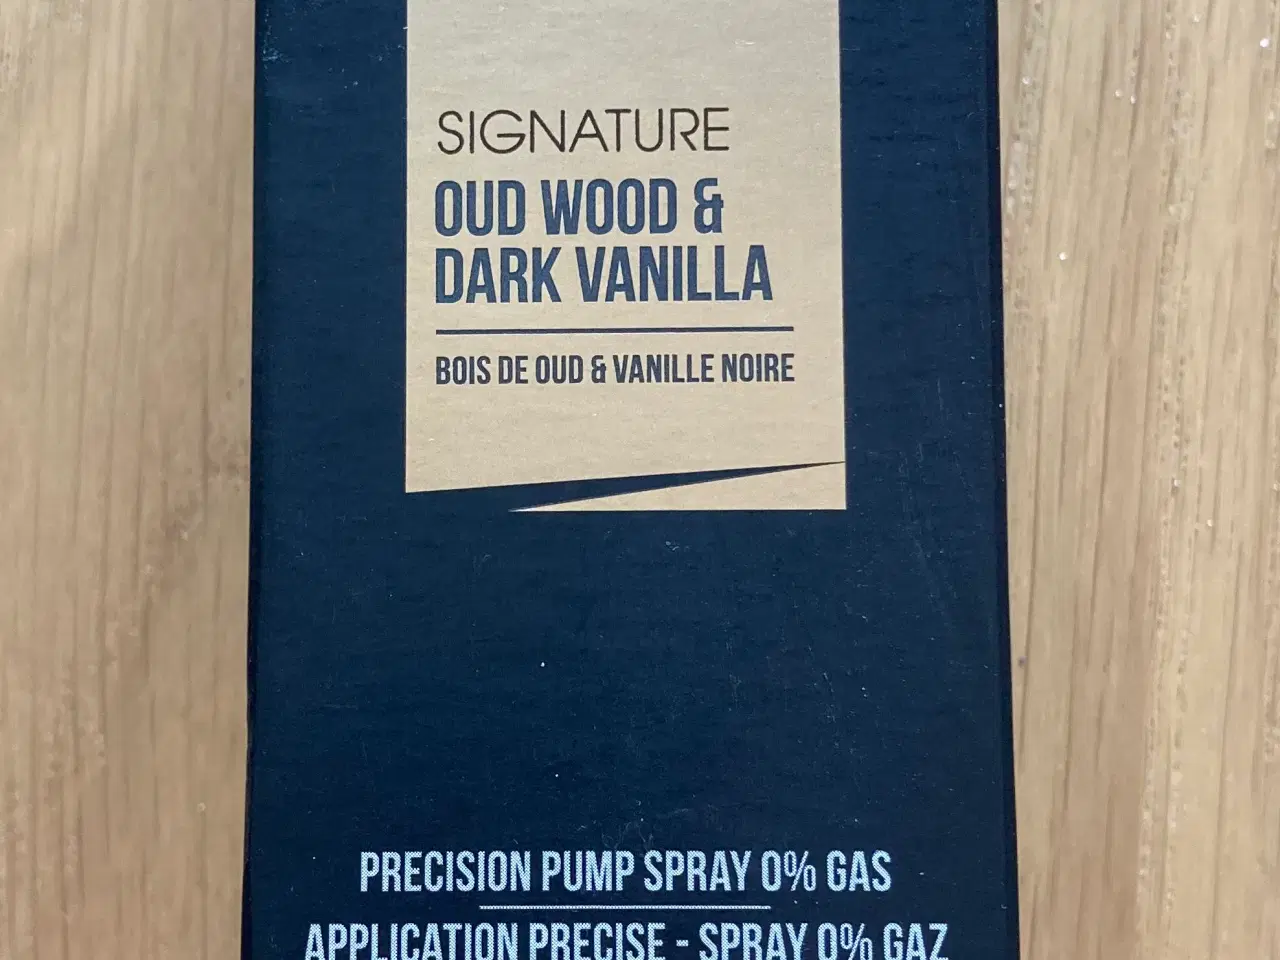 SIGNATURE
OUD WOOD &
DARK VANILLA
BOIS DE OUD & VANILLE NOIRE
PRECISION PUMP SPRAY 0% GAS
APPLICATION PRECISE - SPRAY 0% GAZ